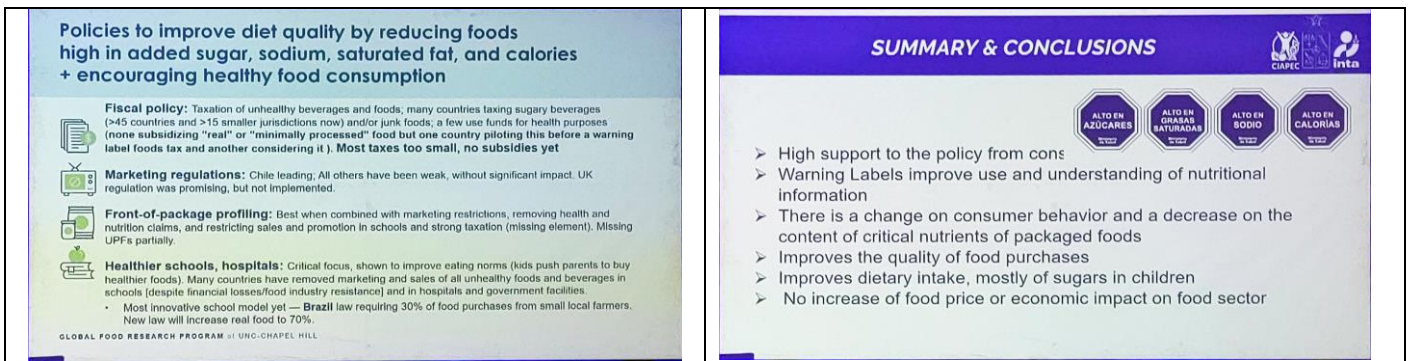 Policies to improve diet quality by reducing foods
high in added sugar, sodium, saturated fat, and calories
+ encouraging healthy food consumption
Fiscal policy: Taxation of unhealthy beverages and foods; many countries taxing sugary beverages
(>45 countries and >15 smaller jurisdictions now) and/or junk foods; a few use funds for health purposes
(none subsidizing "real" or "minimally processed" food but one country piloting this before a warning
label foods tax and another considering it ). Most taxes too small, no subsidies yet
Marketing regulations: Chile leading; All others have been weak, without significant impact. UK
regulation was promising, but not implemented.
Front-of-package profiling: Best when combined with marketing restrictions, removing health and
nutrition claims, and restricting sales and promotion in schools and strong taxation (missing element). Missing
UPFs partially.
Healthier schools, hospitals: Critical focus, shown to improve eating norms (kids push parents to buy
healthier foods). Many countries have removed marketing and sales of all unhealthy foods and beverages in
schools [despite financial losses/food industry resistance] and in hospitals and government facilities.
• Most innovative school model yet — Brazil law requiring 30% of food purchases from small local farmers.
New law will increase real food to 70%.
GLOBAL FOOD RESEARCH PROGRAM at UNC-CHAPEL HILL
SUMMARY & CONCLUSIONS
CIAPEC
inta
ALTO EN
AZÚCARES
ALTO EN
GRASAS
SATURADAS
ALTO EN
SODIO
ALTO EN
CALORÍAS
➢ High support to the policy from cons
➢ Warning Labels improve use and understanding of nutritional
information
➢ There is a change on consumer behavior and a decrease on the
content of critical nutrients of packaged foods
➢ Improves the quality of food purchases
➢ Improves dietary intake, mostly of sugars in children
➢ No increase of food price or economic impact on food sector